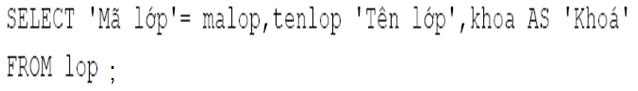 SELECT 'Mã lớp'= malop,tenlop 'Tên lớp',khoa AS 'Khoá'
FROM lop ;